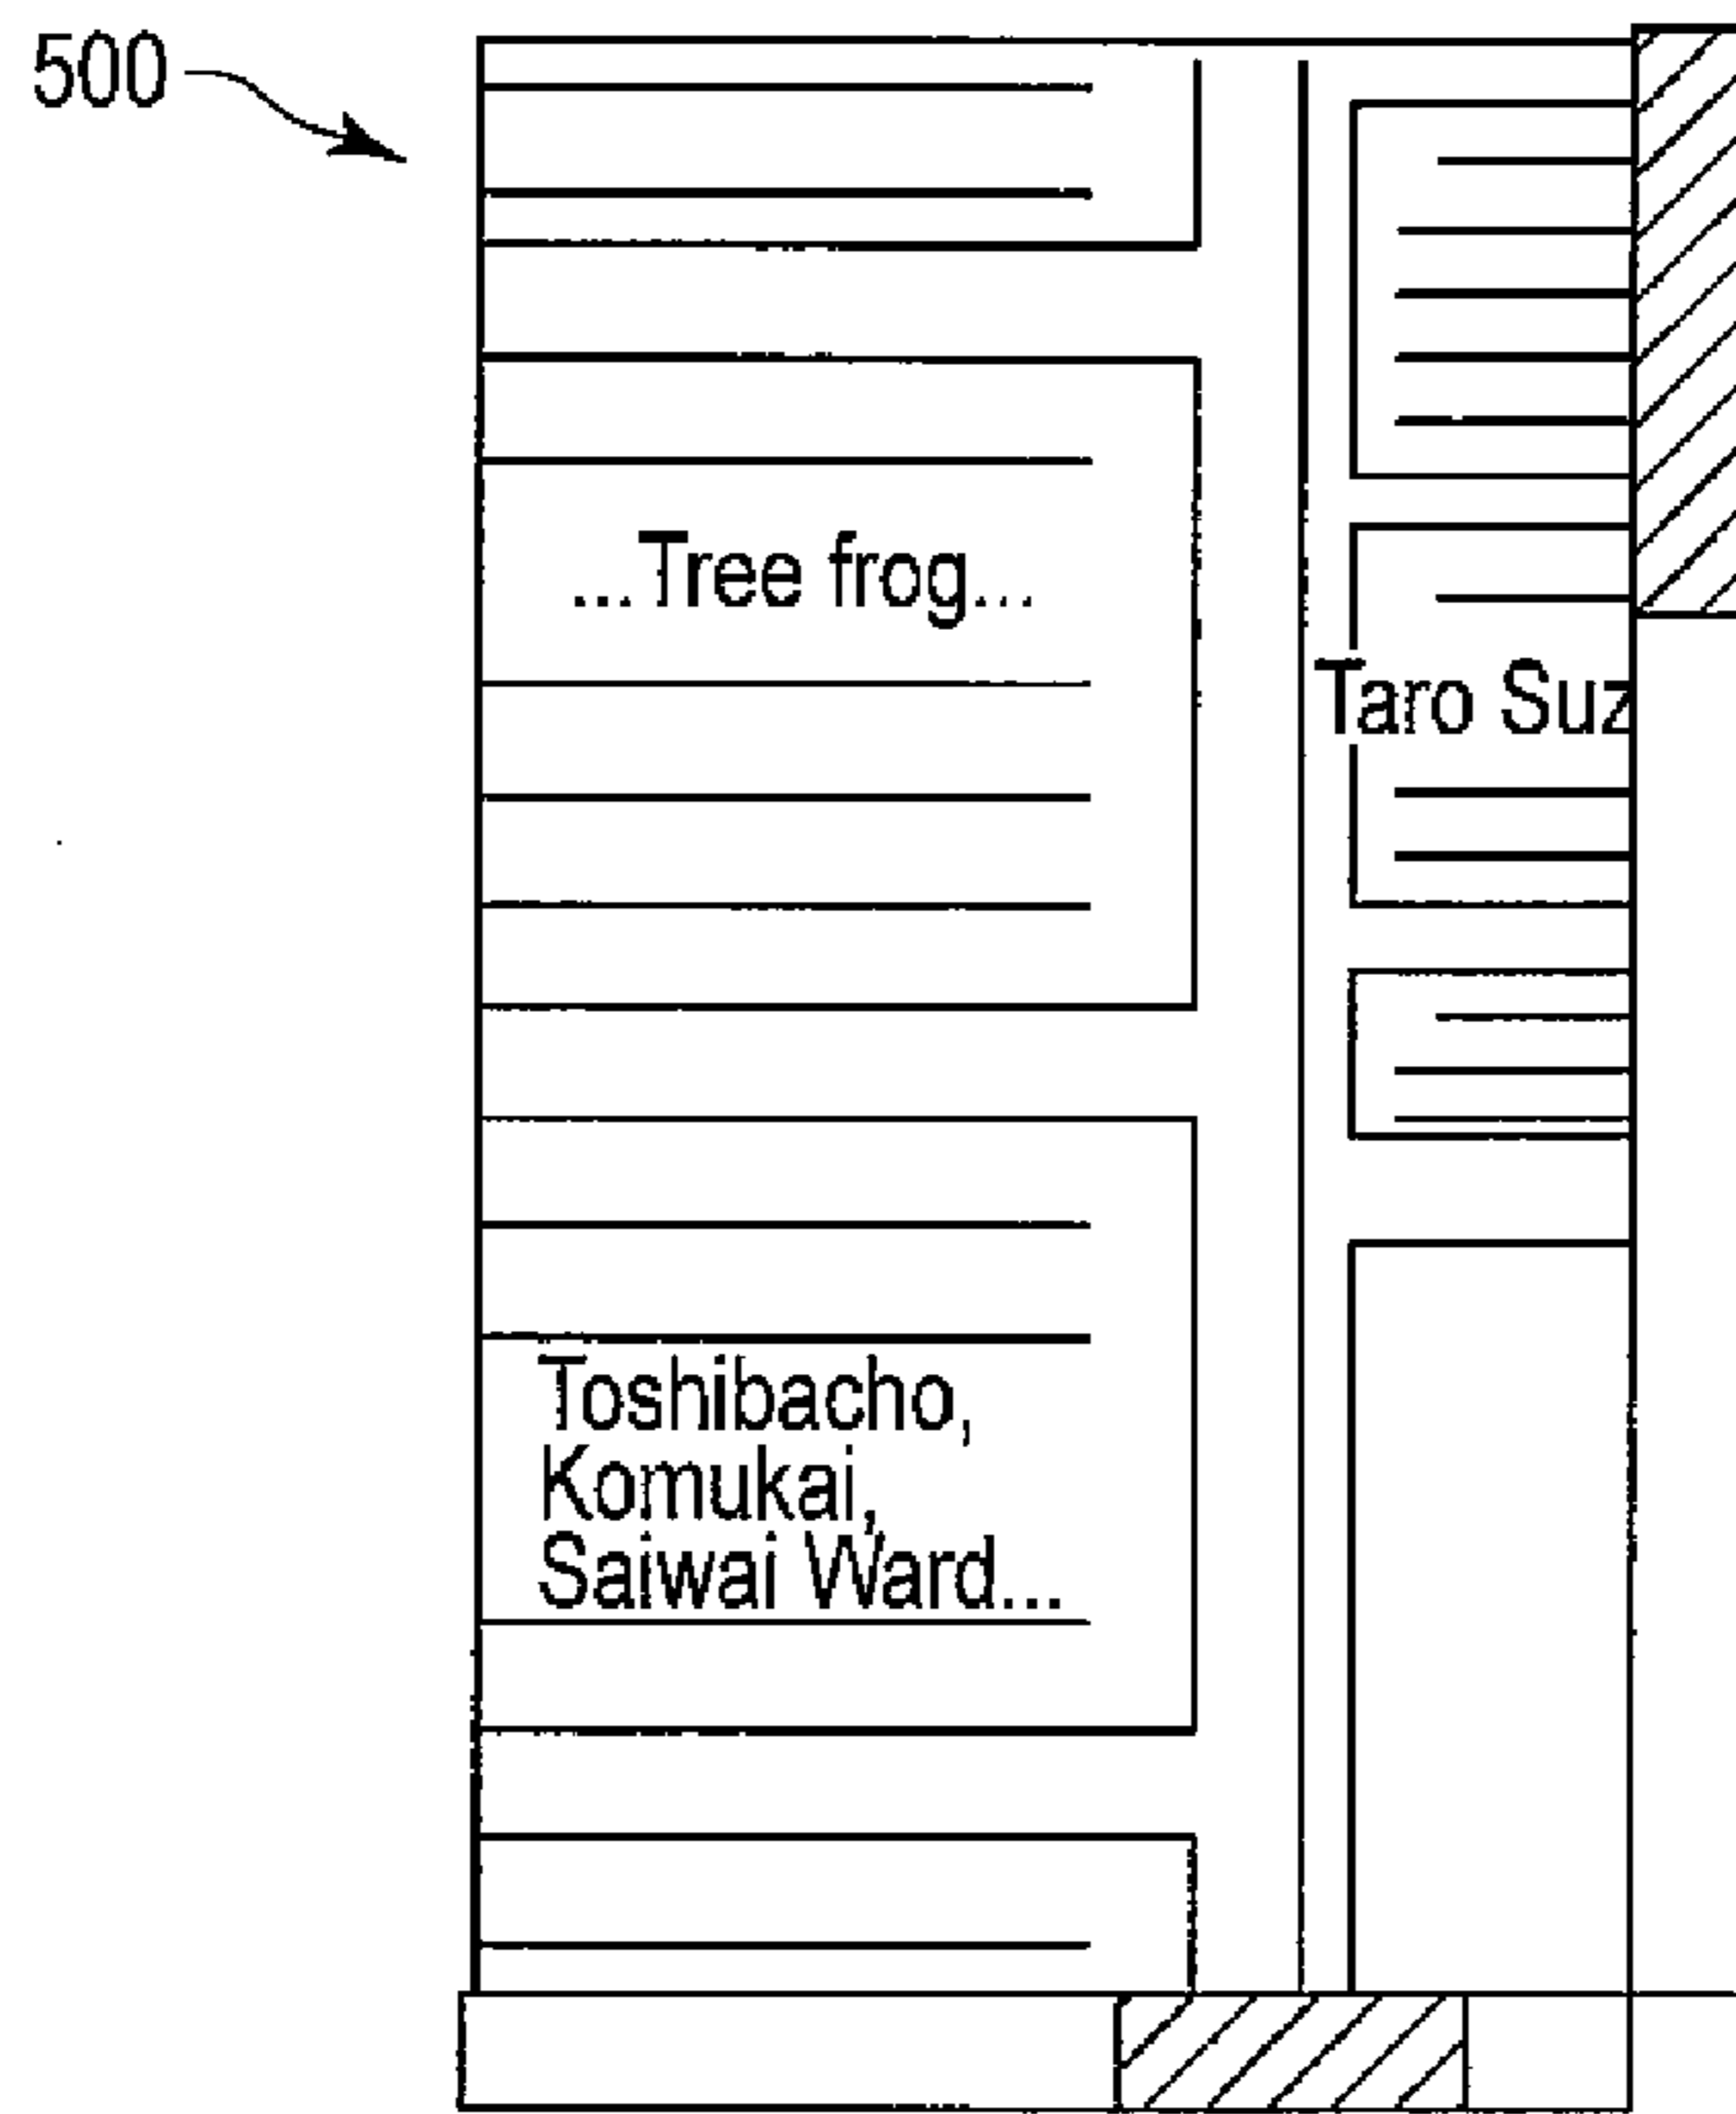 500
...Tree frog...
Taro Suz
Toshibacho,
Komukai,
Saiwai Ward...